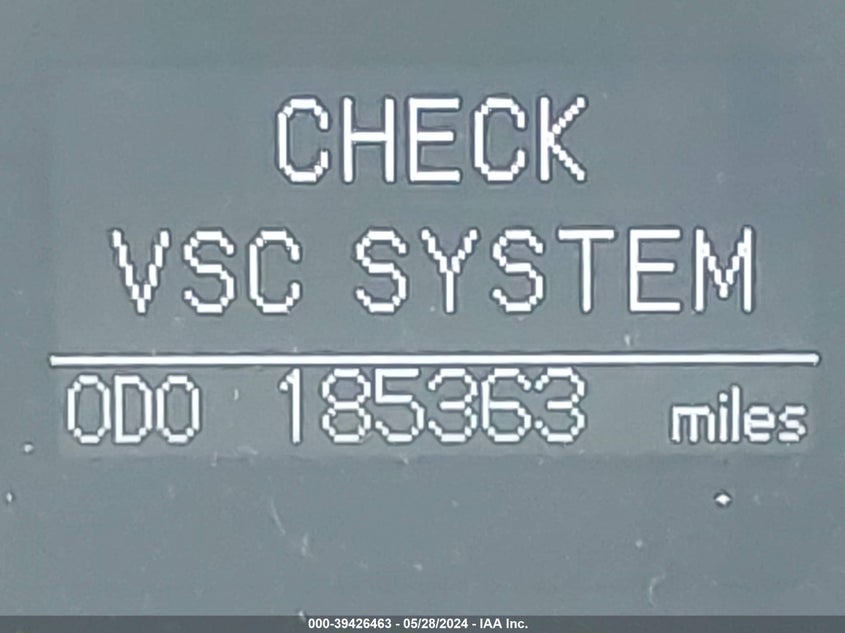 CHECK
VSC SYSTEM
ODO 185363 miles
000-39426463 - 05/28/2024 - IAA Inc.